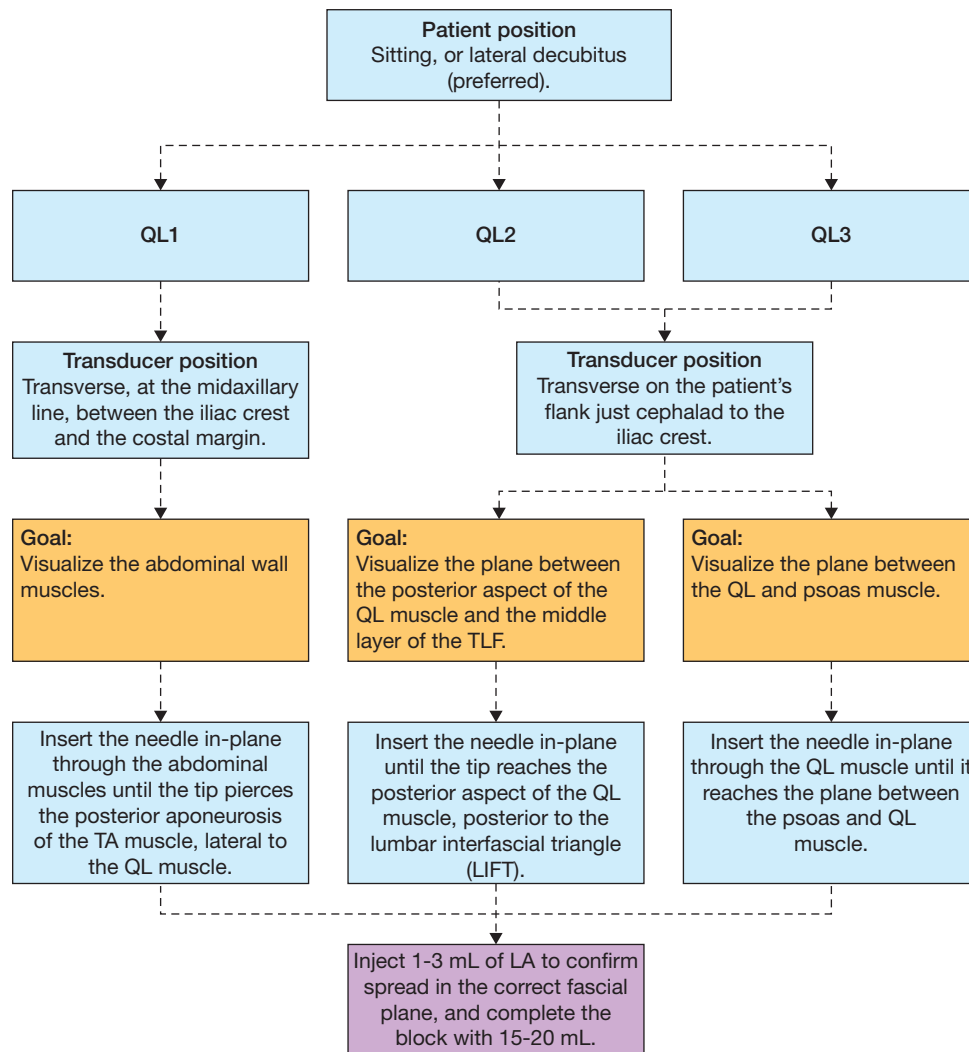 Patient position
Sitting, or lateral decubitus
(preferred).
QL1
QL2
QL3
Transducer position
Transverse, at the midaxillary
line, between the iliac crest
and the costal margin.
Transducer position
Transverse on the patient's
flank just cephalad to the
iliac crest.
Goal:
Visualize the abdominal wall
muscles.
Goal:
Visualize the plane between
the posterior aspect of the
QL muscle and the middle
layer of the TLF.
Goal:
Visualize the plane between
the QL and psoas muscle.
Insert the needle in-plane
through the abdominal
muscles until the tip pierces
the posterior aponeurosis
of the TA muscle, lateral to
the QL muscle.
Insert the needle in-plane
until the tip reaches the
posterior aspect of the QL
muscle, posterior to the
lumbar interfascial triangle
(LIFT).
Insert the needle in-plane
through the QL muscle until it
reaches the plane between
the psoas and QL
muscle.
Inject 1-3 mL of LA to confirm
spread in the correct fascial
plane, and complete the
block with 15-20 mL.